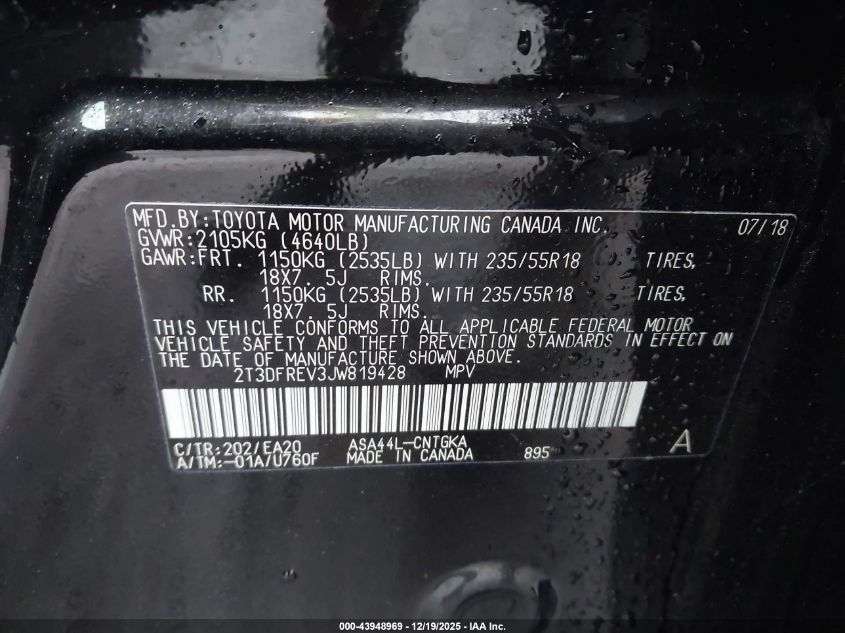 MFD.BY:TOYOTA MOTOR MANUFACTURING CANADA INC. 07/18
GVWR:2105KG (4640LB)
GAWR:FRT. 1150KG (2535LB) WITH 235/55R18 TIRES,
18X7. 5J RIMS.
RR. 1150KG (2535LB) WITH 235/55R18 TIRES,
18X7. 5J RIMS.
THIS VEHICLE CONFORMS TO ALL APPLICABLE FEDERAL MOTOR
VEHICLE SAFETY AND THEFT PREVENTION STANDARDS IN EFFECT ON
THE DATE OF MANUFACTURE SHOWN ABOVE.
2T3DFREV3JW819428 MPV
C/TR:202/EA20 ASA44L-CNTGKA A
A/TM:-01A/U760F MADE IN CANADA 895
000-43948969 - 12/19/2025 - IAA Inc.